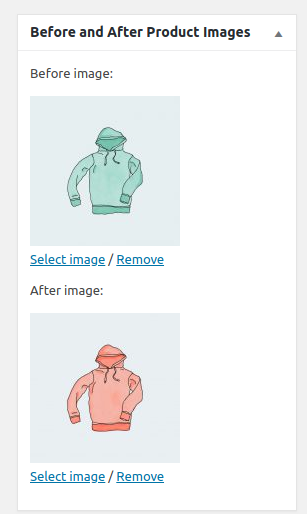 Before and After Product Images
Before image:
Select image / Remove
After image:
Select image / Remove